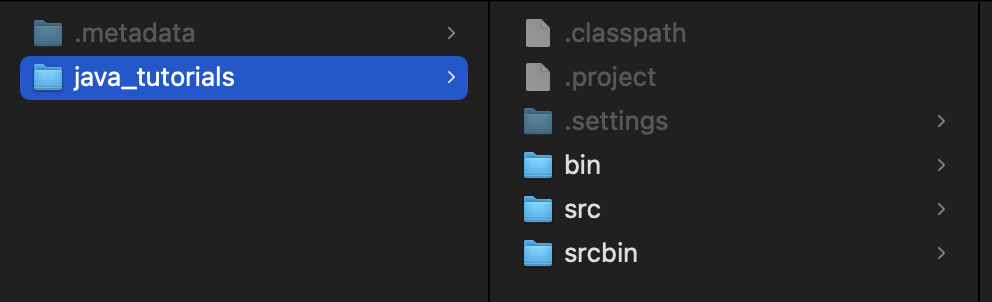 .metadata
java_tutorials
.classpath
.project
.settings
bin
src
srcbin